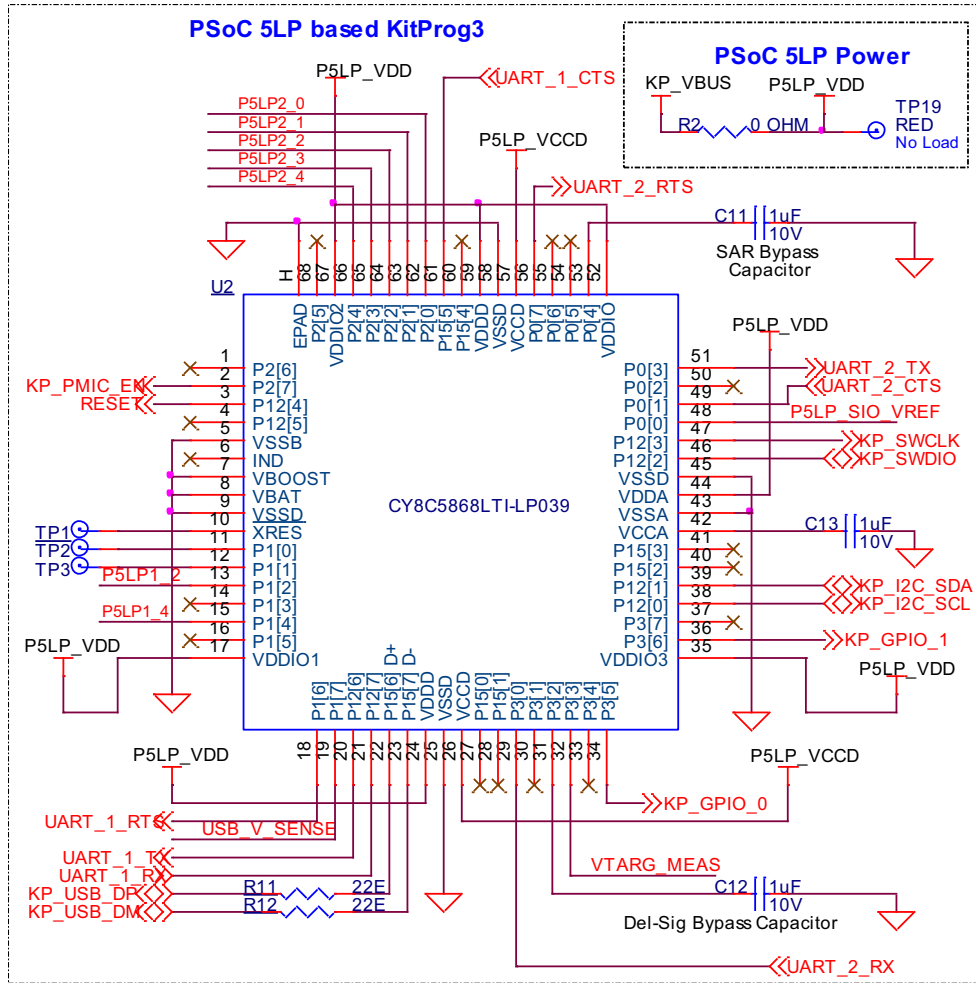 PSoC 5LP based KitProg3
PSoC 5LP Power
KP_VBUS
P5LP_VDD
R2
0 OHM
TP19
RED
No Load
P5LP_VDD
UART_1_CTS
P5LP2_0
P5LP2_1
P5LP2_2
P5LP2_3
P5LP2_4
P5LP_VCCD
UART_2_RTS
C11
1uF
10V
SAR Bypass
Capacitor
U2
H
68
67
66
65
64
63
62
61
60
59
58
57
56
55
54
53
52
EPAD
P2[5]
VDDIO2
P2[4]
P2[3]
P2[2]
P2[1]
P2[0]
P15[5]
P15[4]
VDDD
VSSD
VCCD
P0[7]
P0[6]
P0[5]
P0[4]
VDDIO
KP_PMIC_EN
RESET
1
2
3
4
5
6
7
8
9
10
11
12
13
14
15
16
17
P2[6]
P2[7]
P12[4]
P12[5]
VSSB
IND
VBOOST
VBAT
VSSD
XRES
P1[0]
P1[1]
P1[2]
P1[3]
P1[4]
P1[5]
VDDIO1
TP1
TP2
TP3
P5LP1_2
P5LP1_4
P5LP_VDD
CY8C5868LTI-LP039
P0[3]
P0[2]
P0[1]
P0[0]
P12[3]
P12[2]
VSSD
VDDA
VSSA
VCCA
P15[3]
P15[2]
P12[1]
P12[0]
P3[7]
P3[6]
VDDIO3
51
50
49
48
47
46
45
44
43
42
41
40
39
38
37
36
35
P5LP_VDD
UART_2_TX
UART_2_CTS
P5LP_SIO_VREF
KP_SWCLK
KP_SWDIO
C13
1uF
10V
KP_I2C_SDA
KP_I2C_SCL
KP_GPIO_1
P5LP_VDD
P1[6]
P1[7]
P12[6]
P12[7]
P15[6] D+
P15[7] D-
VDDD
VSSD
VCCD
P15[0]
P15[1]
P3[0]
P3[1]
P3[2]
P3[3]
P3[4]
P3[5]
18
19
20
21
22
23
24
25
26
27
28
29
30
31
32
33
34
P5LP_VDD
P5LP_VCCD
UART_1_RTS
USB_V_SENSE
UART_1_TX
UART_1_RX
KP_USB_DP
R11
22E
KP_USB_DM
R12
22E
KP_GPIO_0
VTARG_MEAS
C12
1uF
10V
Del-Sig Bypass Capacitor
UART_2_RX